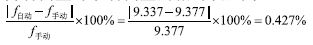 |f自动−f手动| / f手动 ×100% = |9.337−9.377| / 9.377 ×100% = 0.427%